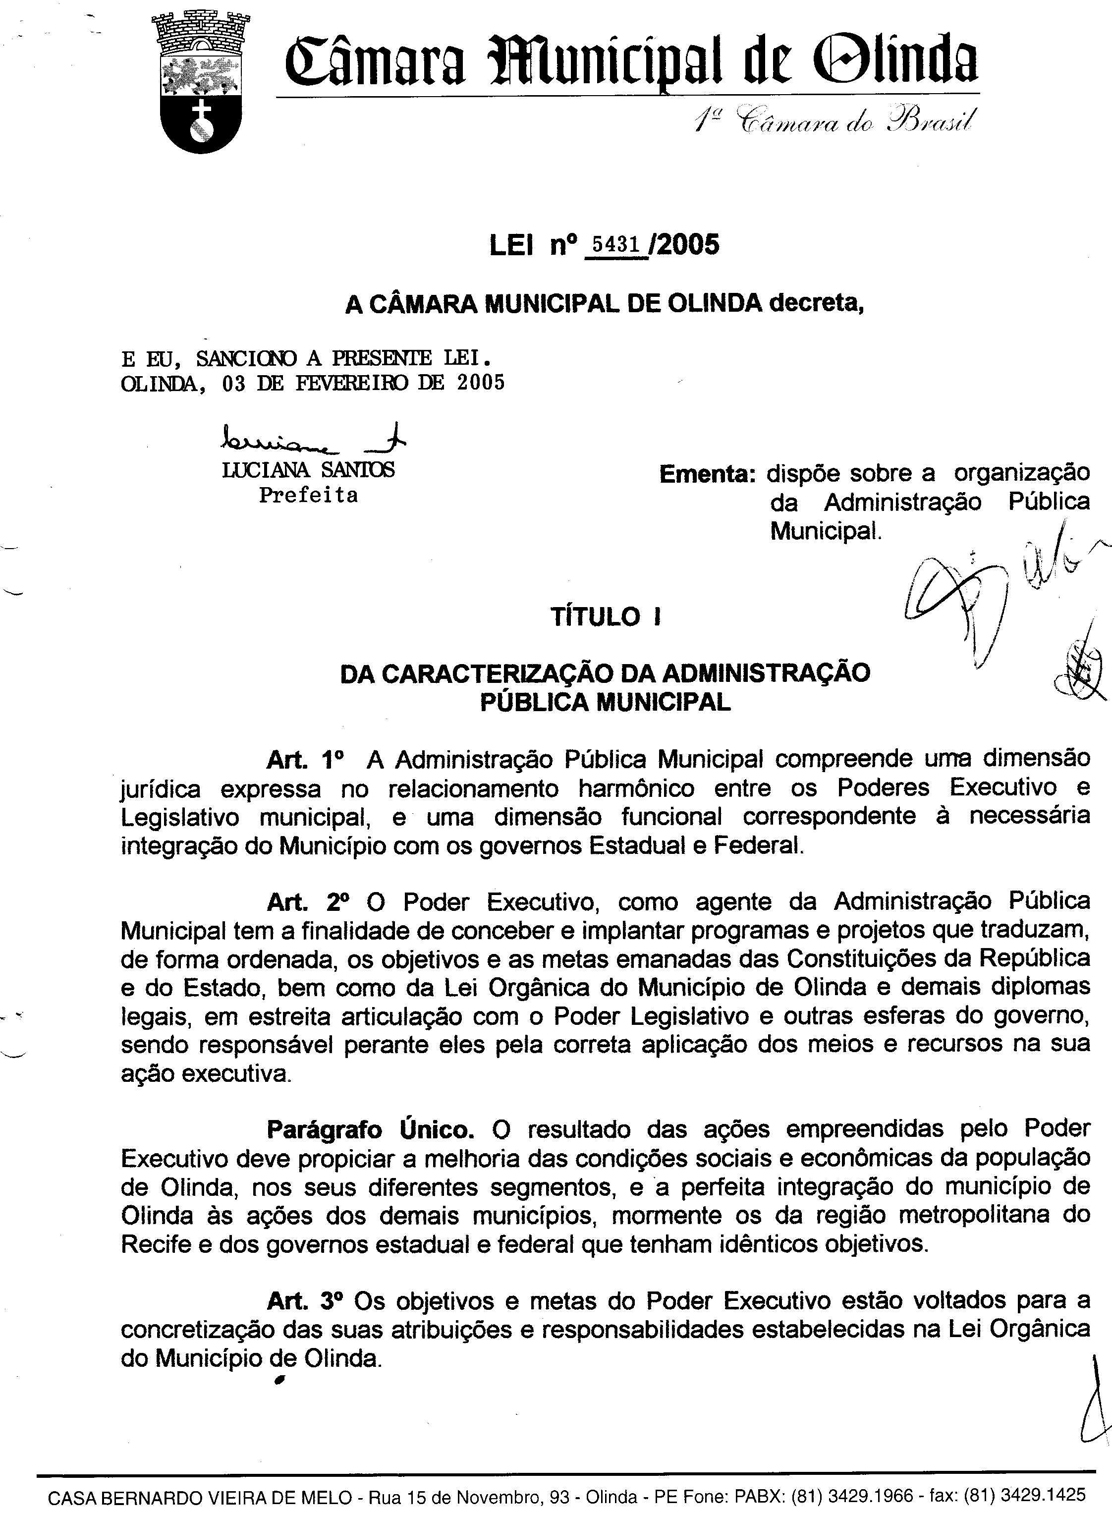 Câmara Municipal de Olinda
1ª Câmara do Brasil
LEI nº 5431 /2005
A CÂMARA MUNICIPAL DE OLINDA decreta,
E EU, SANCIONO A PRESENTE LEI.
OLINDA, 03 DE FEVEREIRO DE 2005
LUCIANA SANTOS
Prefeita
Ementa: dispõe sobre a organização
da Administração Pública
Municipal.
TÍTULO I
DA CARACTERIZAÇÃO DA ADMINISTRAÇÃO
PÚBLICA MUNICIPAL
Art. 1º A Administração Pública Municipal compreende uma dimensão
jurídica expressa no relacionamento harmônico entre os Poderes Executivo e
Legislativo municipal, e uma dimensão funcional correspondente à necessária
integração do Município com os governos Estadual e Federal.
Art. 2º O Poder Executivo, como agente da Administração Pública
Municipal tem a finalidade de conceber e implantar programas e projetos que traduzam,
de forma ordenada, os objetivos e as metas emanadas das Constituições da República
e do Estado, bem como da Lei Orgânica do Município de Olinda e demais diplomas
legais, em estreita articulação com o Poder Legislativo e outras esferas do governo,
sendo responsável perante eles pela correta aplicação dos meios e recursos na sua
ação executiva.
Parágrafo Único. O resultado das ações empreendidas pelo Poder
Executivo deve propiciar a melhoria das condições sociais e econômicas da população
de Olinda, nos seus diferentes segmentos, e a perfeita integração do município de
Olinda às ações dos demais municípios, mormente os da região metropolitana do
Recife e dos governos estadual e federal que tenham idênticos objetivos.
Art. 3º Os objetivos e metas do Poder Executivo estão voltados para a
concretização das suas atribuições e responsabilidades estabelecidas na Lei Orgânica
do Município de Olinda.
CASA BERNARDO VIEIRA DE MELO - Rua 15 de Novembro, 93 - Olinda - PE Fone: PABX: (81) 3429.1966 - fax: (81) 3429.1425